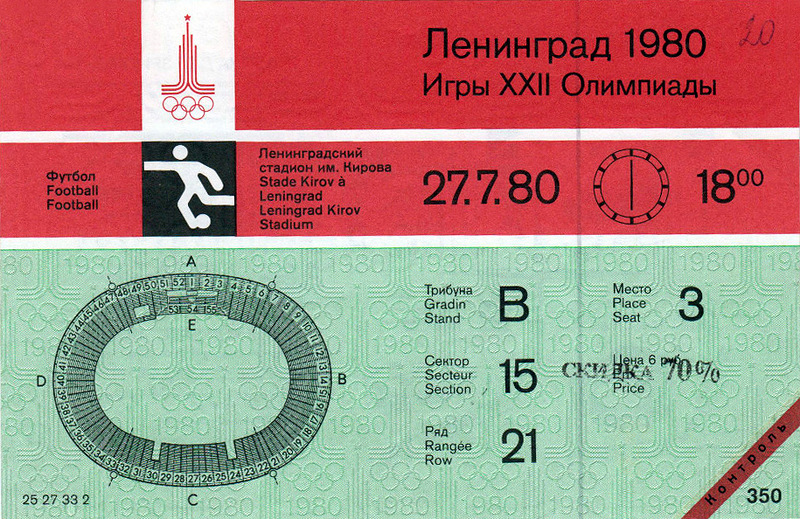 Ленинград 1980
20
Игры XXII Олимпиады
Футбол
Football
Football
Ленинградский
стадион им. Кирова
Stade Kirov à
Leningrad
Leningrad Kirov
Stadium
27.7.80
18⁰⁰
A
E
D
B
C
Трибуна
Gradin
Stand
B
Место
Place
Seat
3
Сектор
Secteur
Section
15
Цена 6 руб.
Price
СКИДКА 70%
Ряд
Rangée
Row
21
Контроль
25 27 33 2
350